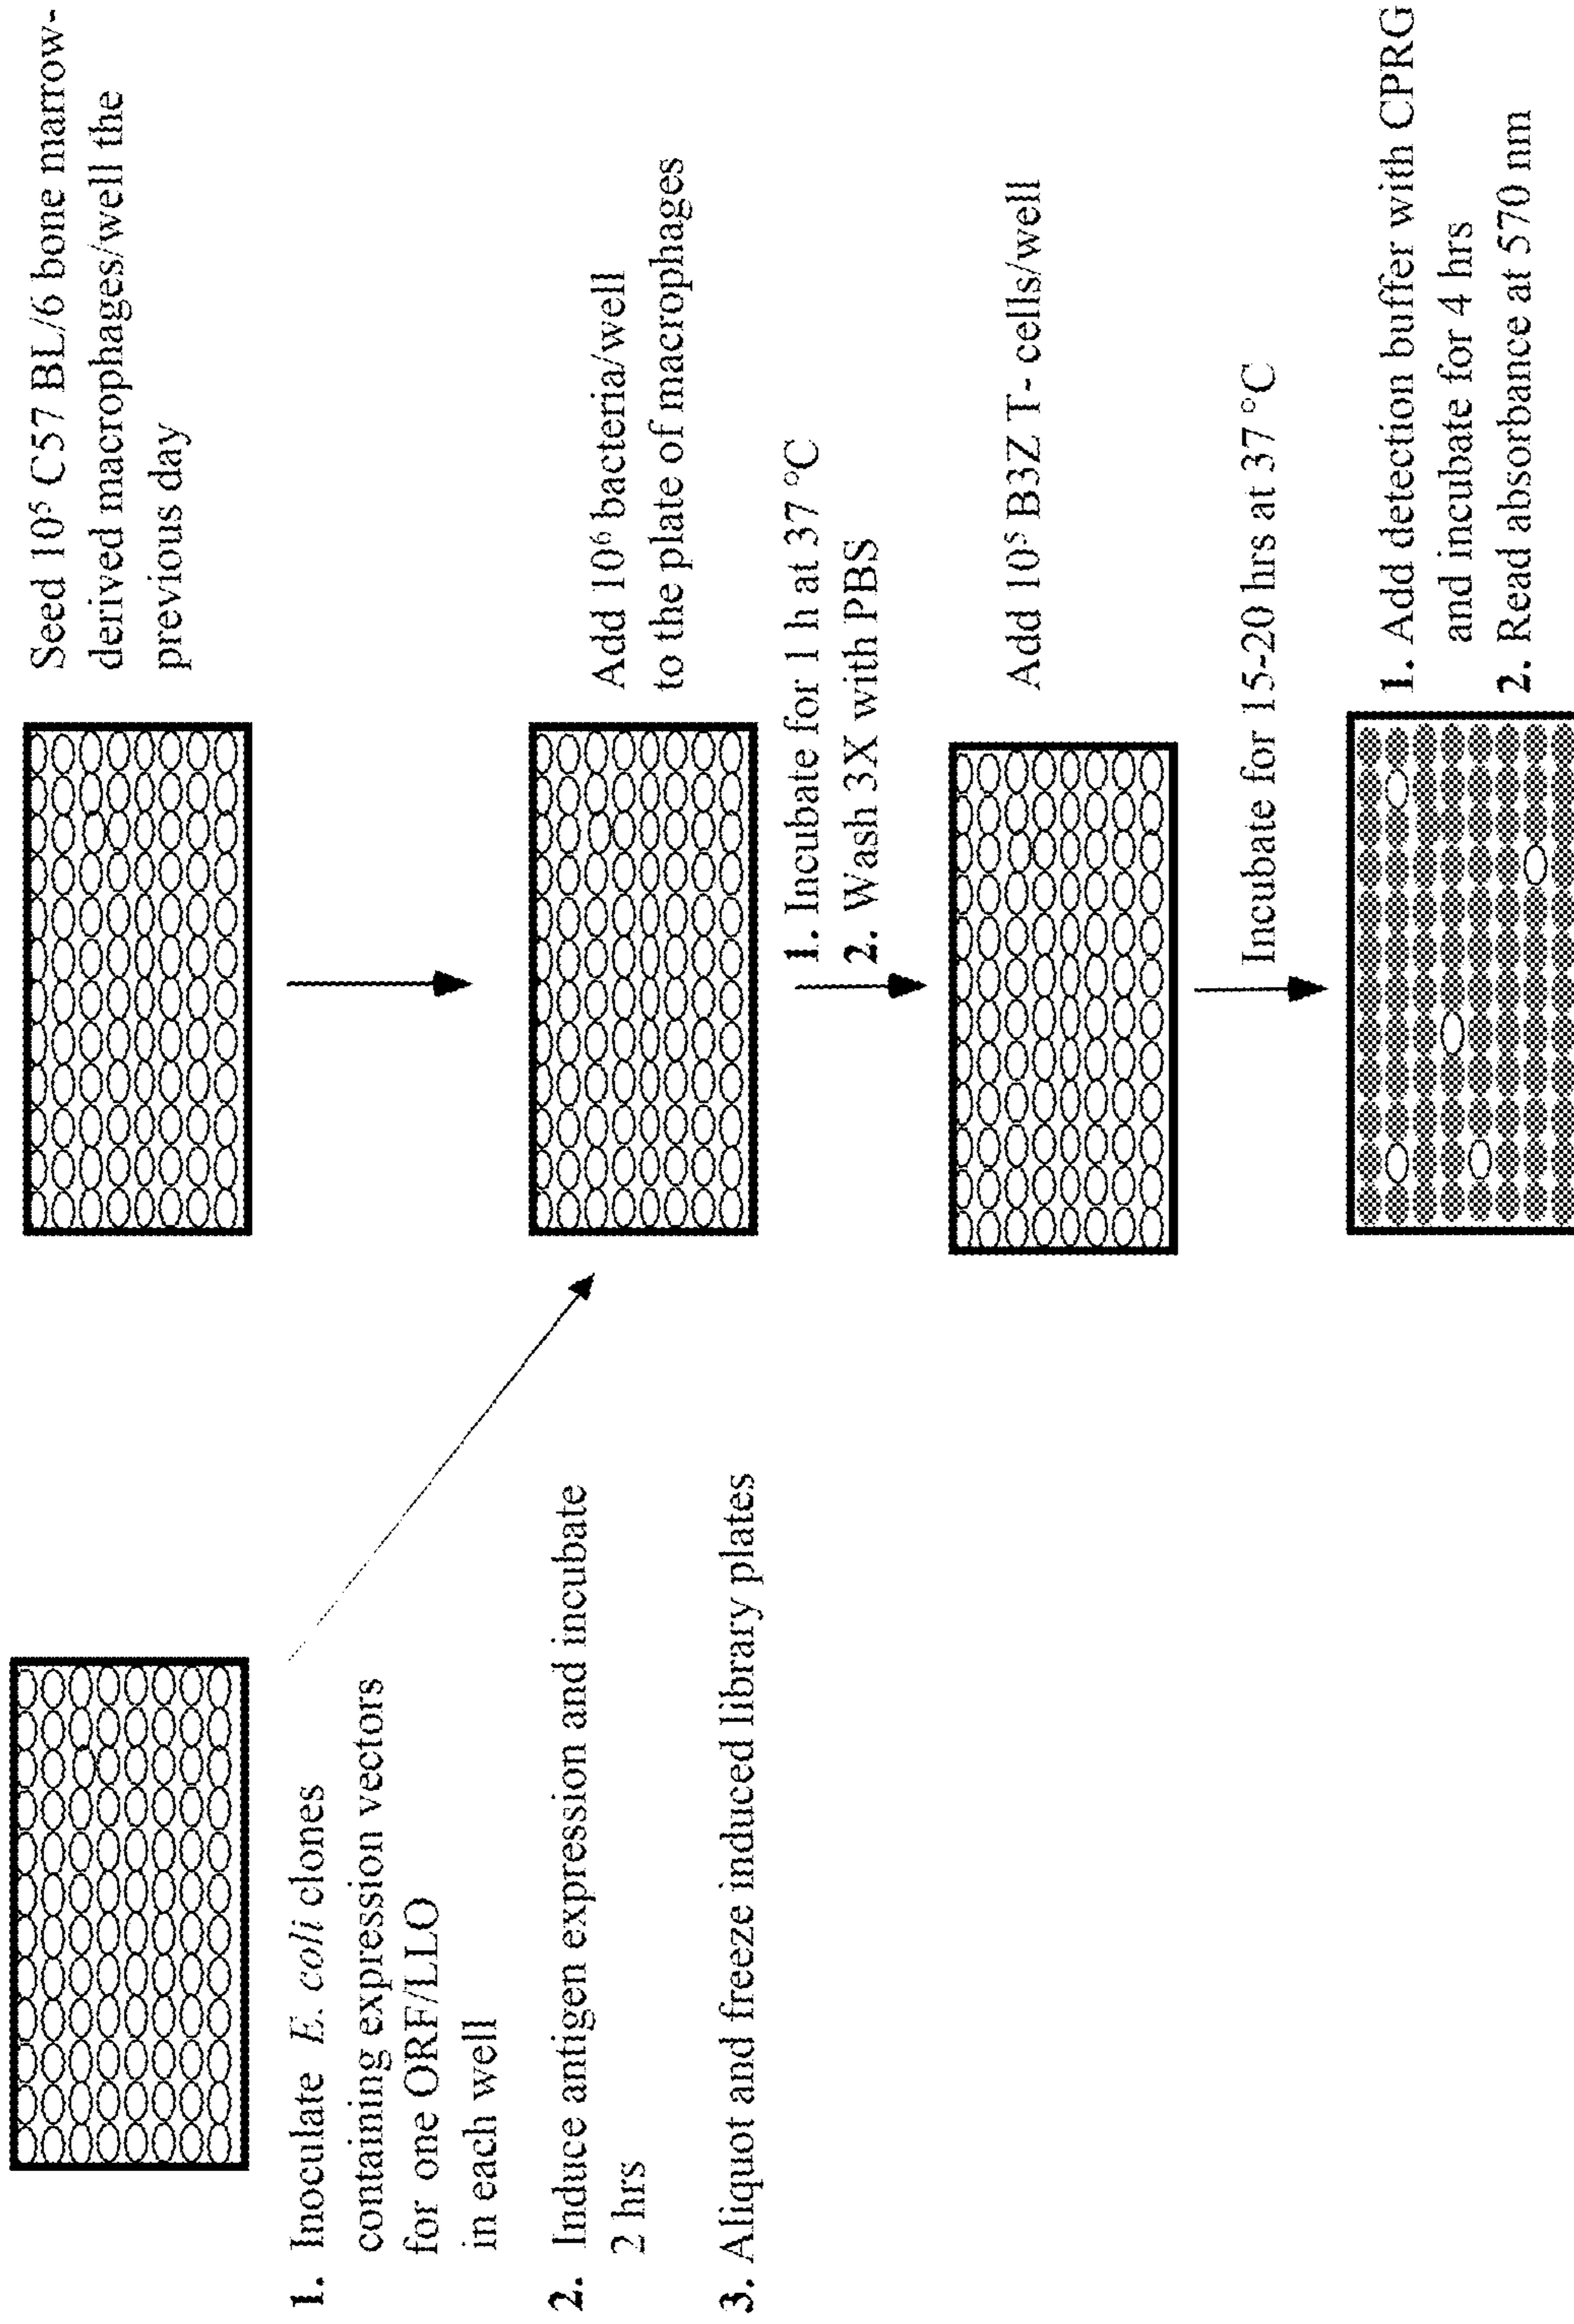 1. Inoculate E. coli clones
containing expression vectors
for one ORF/LLO
in each well
2. Induce antigen expression and incubate
2 hrs
3. Aliquot and freeze induced library plates
Seed 10⁵ C57 BL/6 bone marrow-
derived macrophages/well the
previous day
Add 10⁶ bacteria/well
to the plate of macrophages
1. Incubate for 1 h at 37 °C
2. Wash 3X with PBS
Add 10⁵ B3Z T- cells/well
Incubate for 15-20 hrs at 37 °C
1. Add detection buffer with CPRG
and incubate for 4 hrs
2. Read absorbance at 570 nm